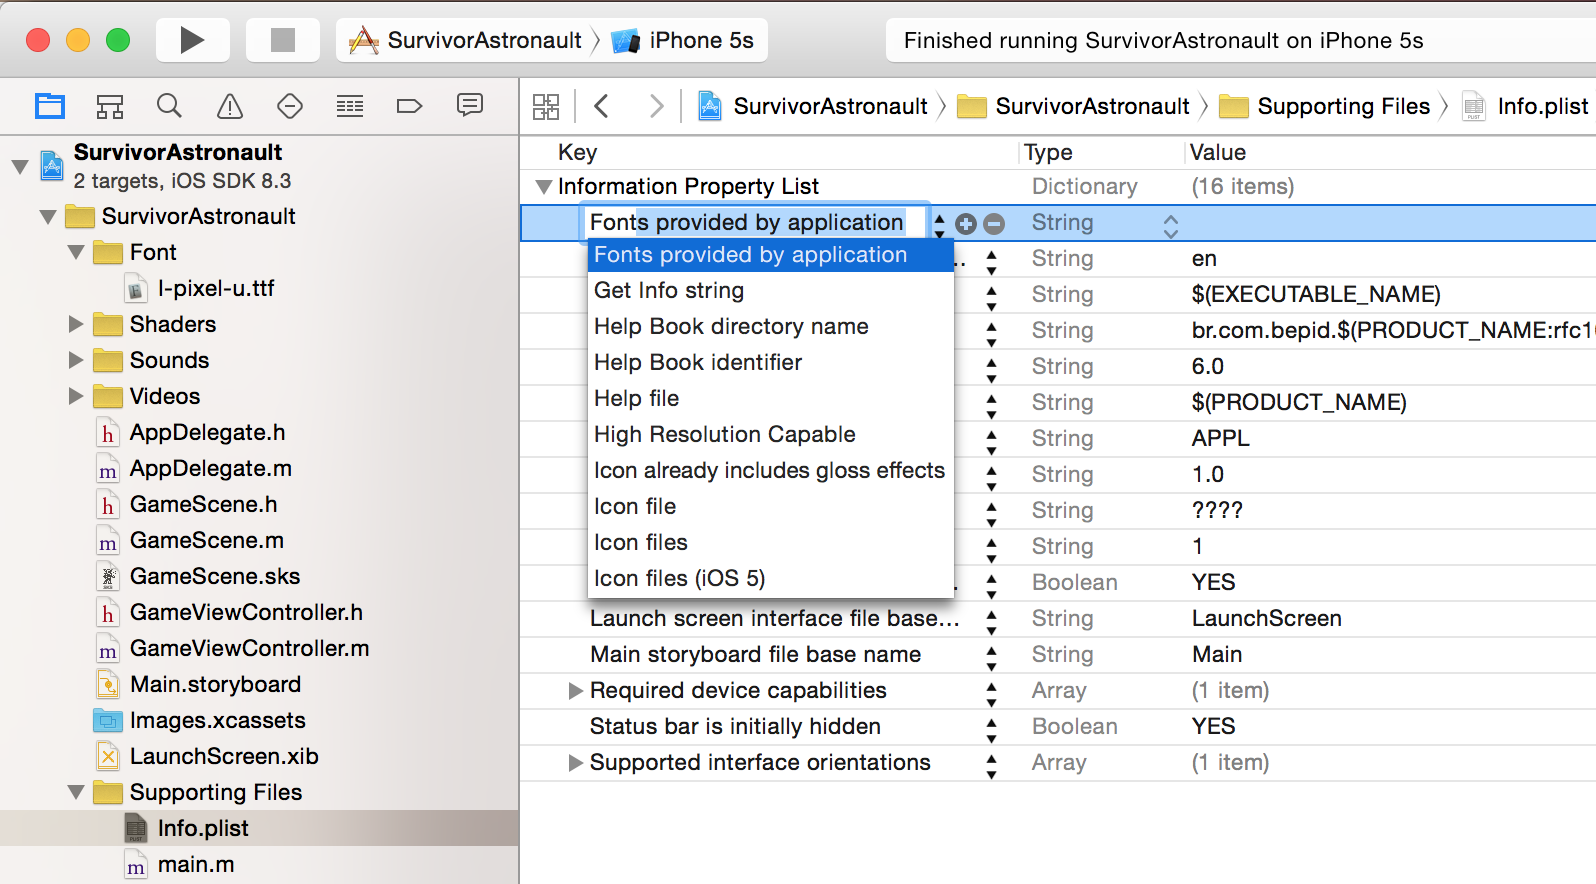 SurvivorAstronault
iPhone 5s
Finished running SurvivorAstronault on iPhone 5s
SurvivorAstronault
SurvivorAstronault
Supporting Files
Info.plist
SurvivorAstronault
2 targets, iOS SDK 8.3
SurvivorAstronault
Font
I-pixel-u.ttf
Shaders
Sounds
Videos
h AppDelegate.h
m AppDelegate.m
h GameScene.h
m GameScene.m
GameScene.sks
h GameViewController.h
m GameViewController.m
Main.storyboard
Images.xcassets
LaunchScreen.xib
Supporting Files
Info.plist
m main.m
Key Type Value
Information Property List Dictionary (16 items)
Fonts provided by application String
Fonts provided by application
Get Info string
Help Book directory name
Help Book identifier
Help file
High Resolution Capable
Icon already includes gloss effects
Icon file
Icon files
Icon files (iOS 5)
.. String en
String $(EXECUTABLE_NAME)
String br.com.bepid.$(PRODUCT_NAME:rfc1
String 6.0
String $(PRODUCT_NAME)
String APPL
String 1.0
String ????
String 1
. Boolean YES
Launch screen interface file base... String LaunchScreen
Main storyboard file base name String Main
Required device capabilities Array (1 item)
Status bar is initially hidden Boolean YES
Supported interface orientations Array (1 item)